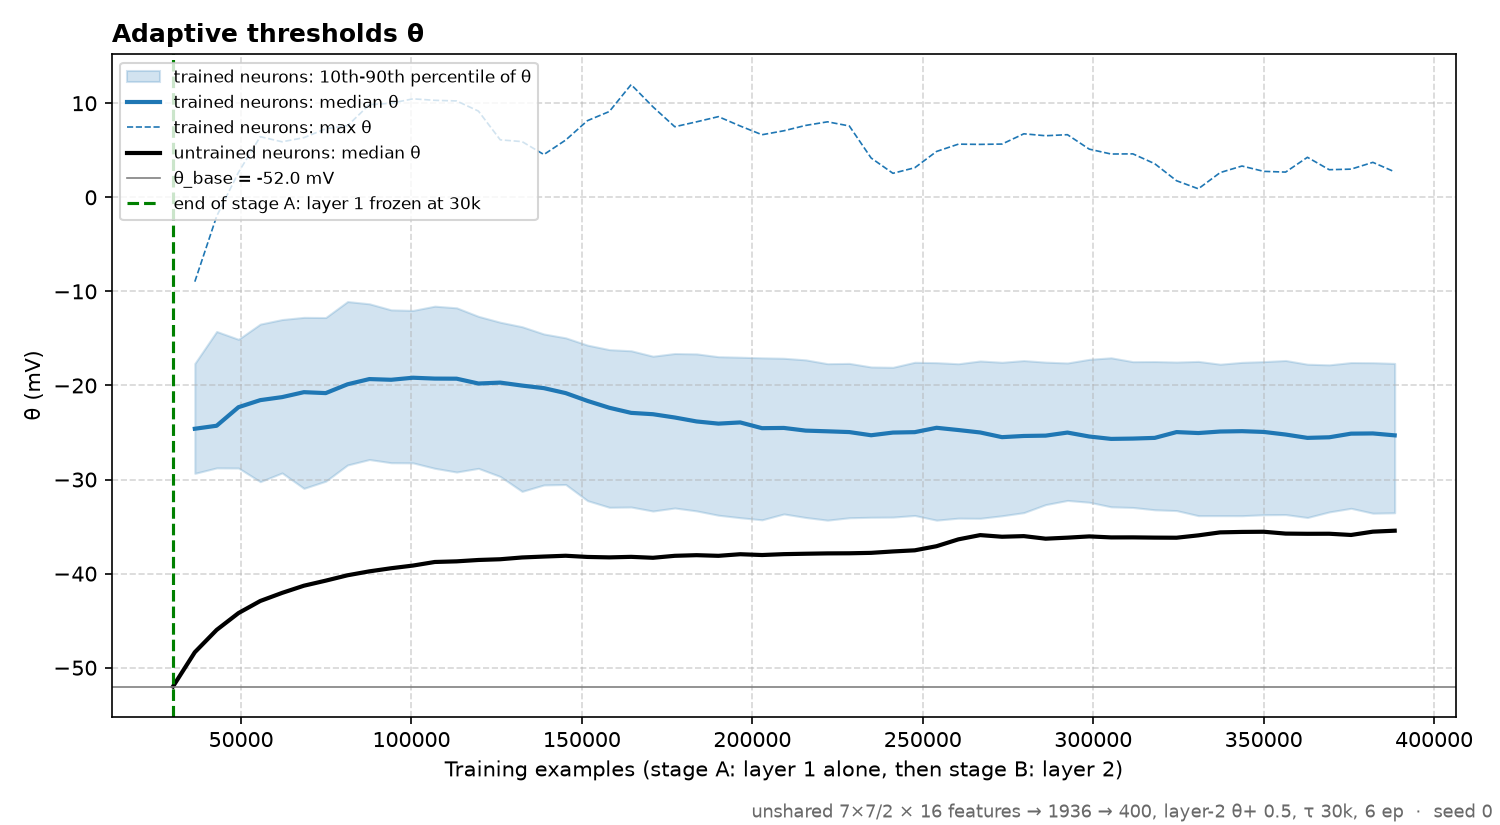 Adaptive thresholds θ
trained neurons: 10th-90th percentile of θ
trained neurons: median θ
trained neurons: max θ
untrained neurons: median θ
θ_base = -52.0 mV
end of stage A: layer 1 frozen at 30k
θ (mV)
10
0
−10
−20
−30
−40
−50
50000 100000 150000 200000 250000 300000 350000 400000
Training examples (stage A: layer 1 alone, then stage B: layer 2)
unshared 7×7/2 × 16 features → 1936 → 400, layer-2 θ+ 0.5, τ 30k, 6 ep · seed 0